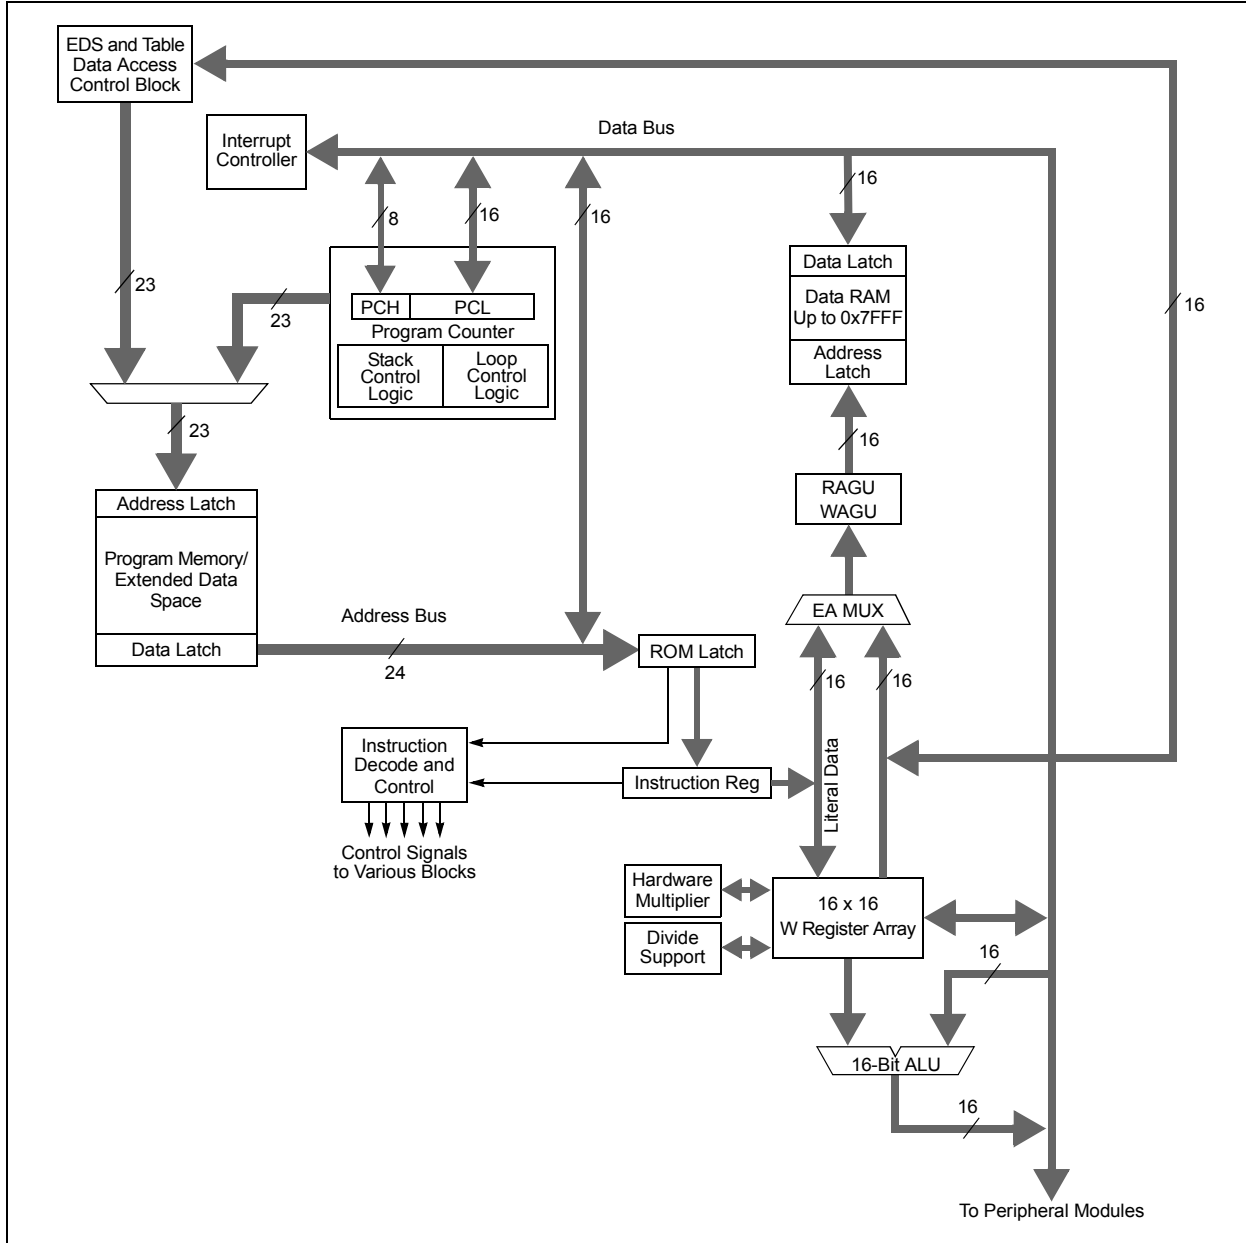 EDS and Table
Data Access
Control Block
Data Bus
Interrupt
Controller
16
8
16
16
Data Latch
Data RAM
Up to 0x7FFF
Address
Latch
23
23
16
PCH
PCL
Program Counter
Stack
Control
Logic
Loop
Control
Logic
23
16
RAGU
WAGU
Address Latch
Program Memory/
Extended Data
Space
Data Latch
EA MUX
Address Bus
24
ROM Latch
16
16
Instruction
Decode and
Control
Instruction Reg
Literal Data
Control Signals
to Various Blocks
Hardware
Multiplier
16 x 16
W Register Array
Divide
Support
16
16-Bit ALU
16
To Peripheral Modules